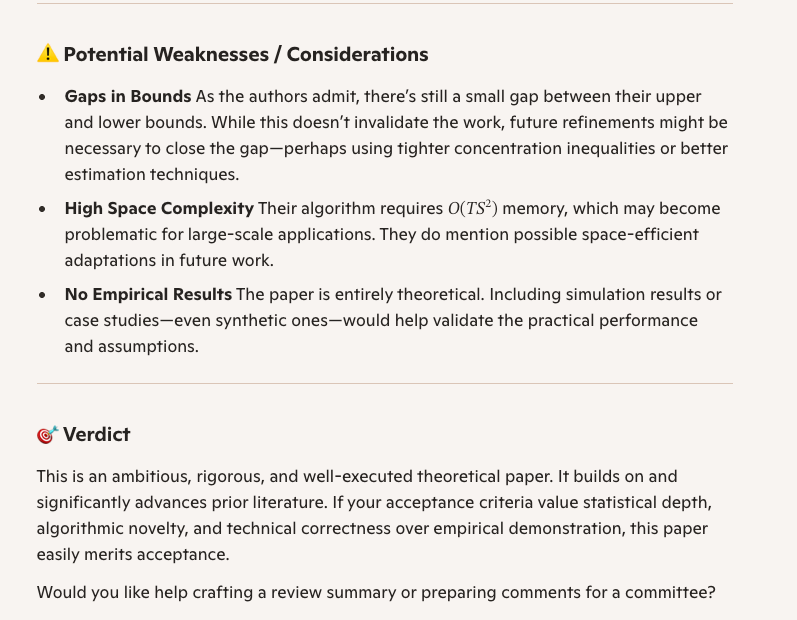 ⚠️ Potential Weaknesses / Considerations
• Gaps in Bounds As the authors admit, there's still a small gap between their upper
and lower bounds. While this doesn't invalidate the work, future refinements might be
necessary to close the gap—perhaps using tighter concentration inequalities or better
estimation techniques.
• High Space Complexity Their algorithm requires O(TS²) memory, which may become
problematic for large-scale applications. They do mention possible space-efficient
adaptations in future work.
• No Empirical Results The paper is entirely theoretical. Including simulation results or
case studies—even synthetic ones—would help validate the practical performance
and assumptions.
🎯 Verdict
This is an ambitious, rigorous, and well-executed theoretical paper. It builds on and
significantly advances prior literature. If your acceptance criteria value statistical depth,
algorithmic novelty, and technical correctness over empirical demonstration, this paper
easily merits acceptance.
Would you like help crafting a review summary or preparing comments for a committee?